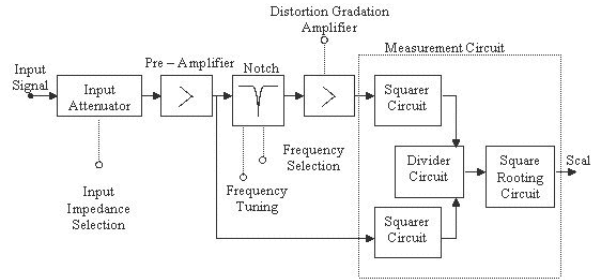 Distortion Gradation
Amplifier
Measurement Circuit
Input
Signal
Pre – Amplifier
Notch
Input
Attenuator
Squarer
Circuit
Frequency
Selection
Divider
Circuit
Square
Rooting
Circuit
Scal
Input
Impedance
Selection
Frequency
Tuning
Squarer
Circuit